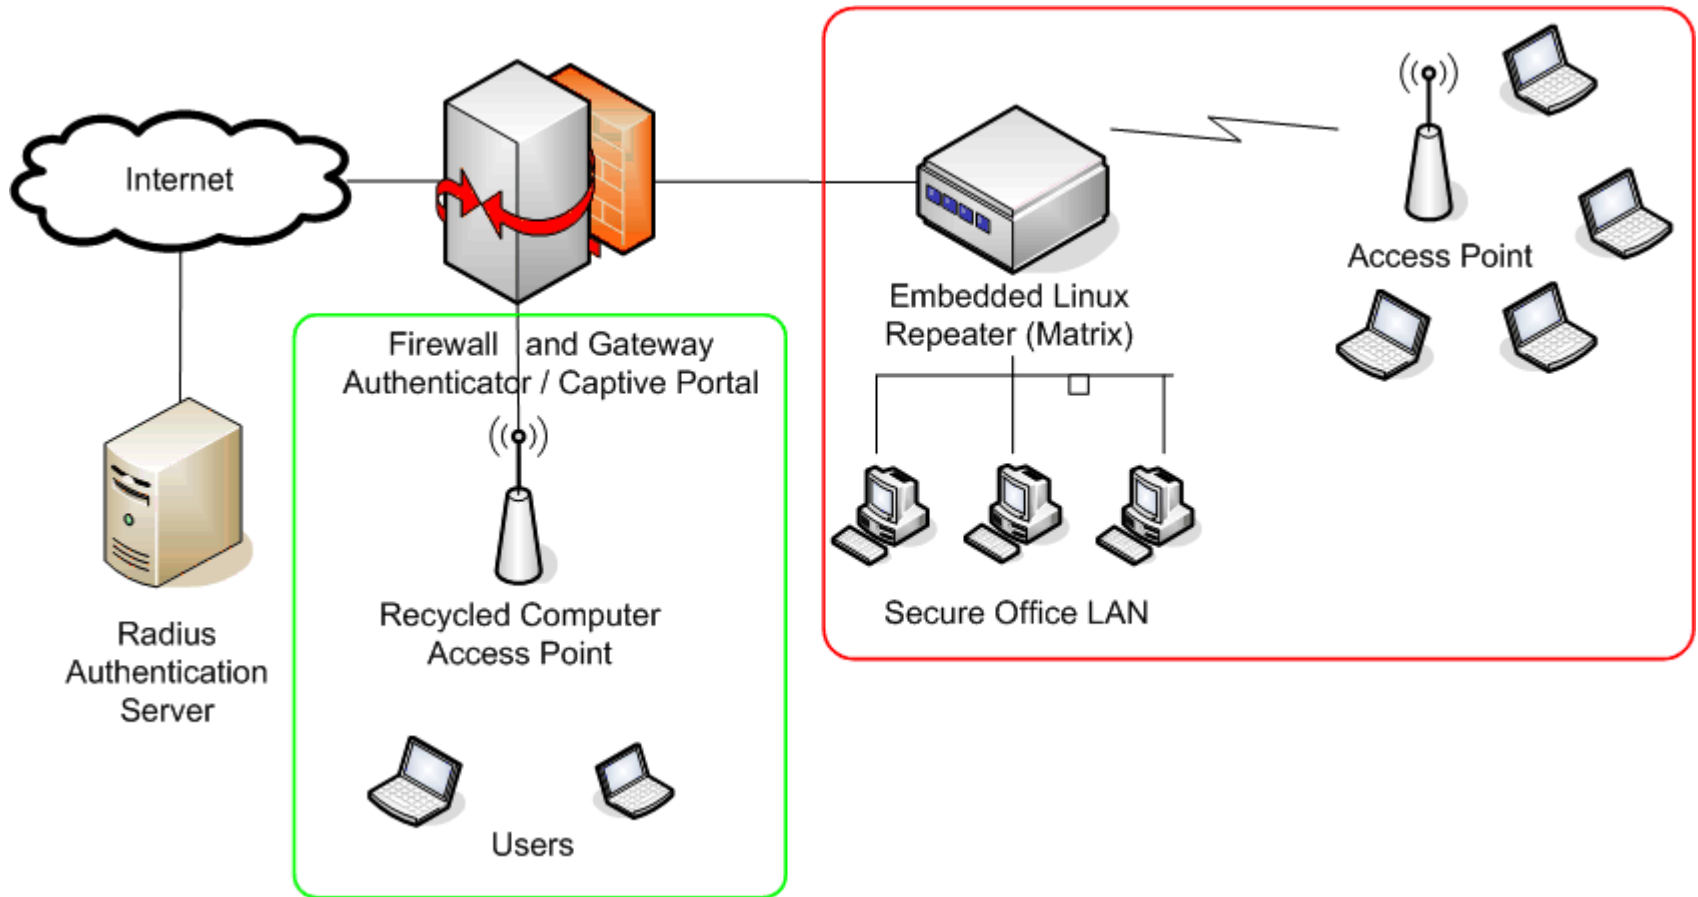 Internet
Access Point
Embedded Linux
Repeater (Matrix)
Firewall and Gateway
Authenticator / Captive Portal
Recycled Computer
Access Point
Secure Office LAN
Radius
Authentication
Server
Users